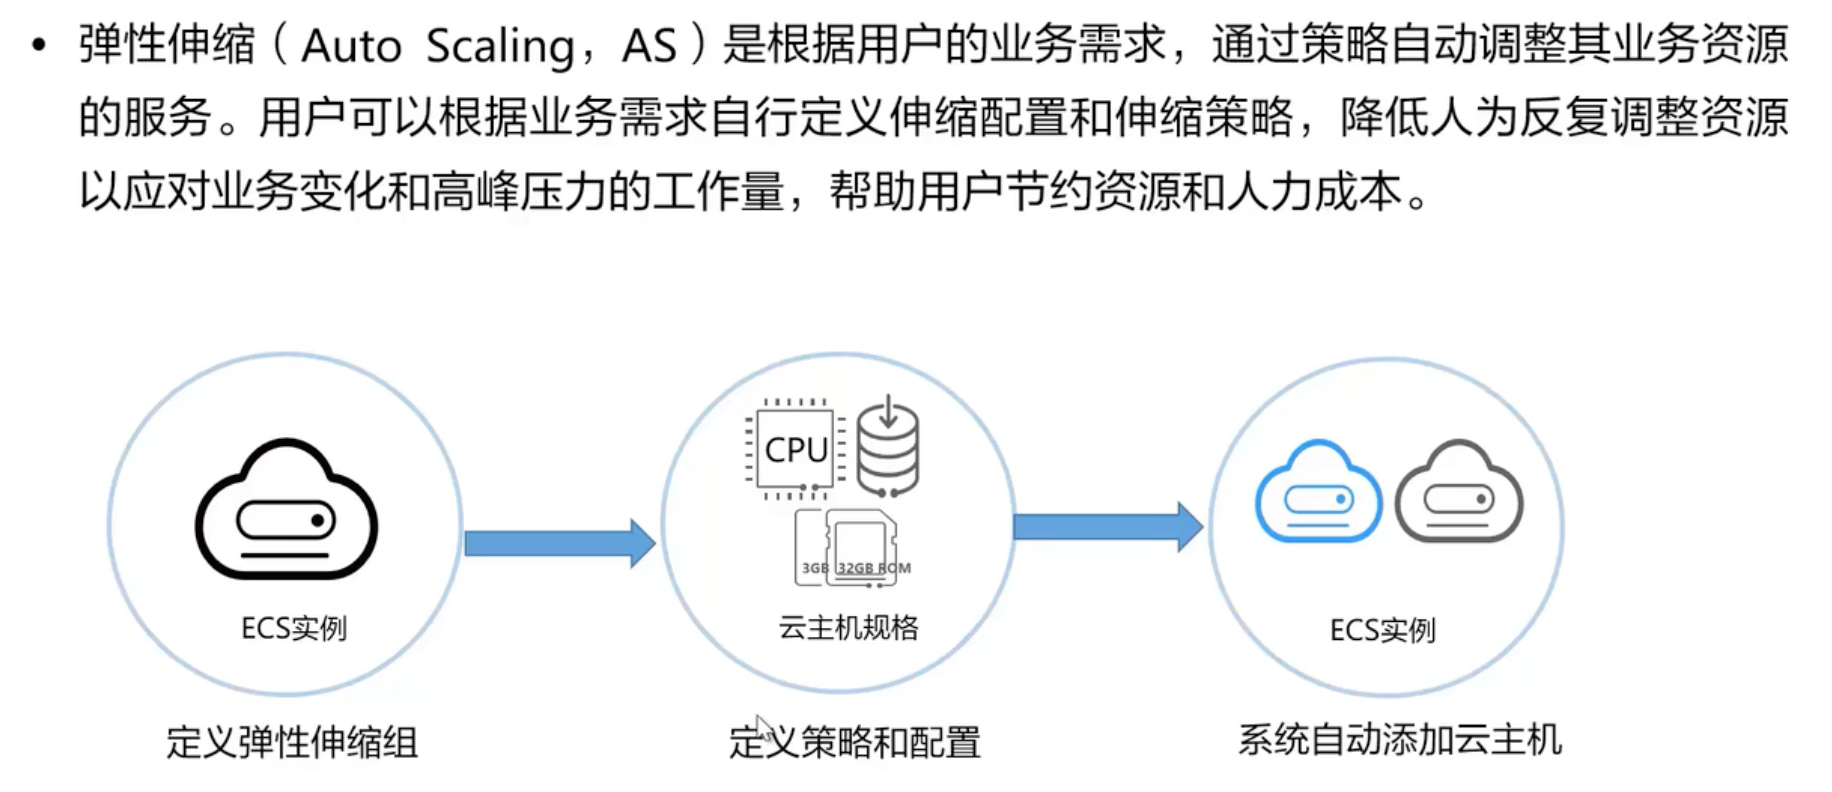 • 弹性伸缩（Auto Scaling，AS）是根据用户的业务需求，通过策略自动调整其业务资源
的服务。用户可以根据业务需求自行定义伸缩配置和伸缩策略，降低人为反复调整资源
以应对业务变化和高峰压力的工作量，帮助用户节约资源和人力成本。
CPU
3GB 32GB ROM
ECS实例
云主机规格
ECS实例
定义弹性伸缩组
定义策略和配置
系统自动添加云主机